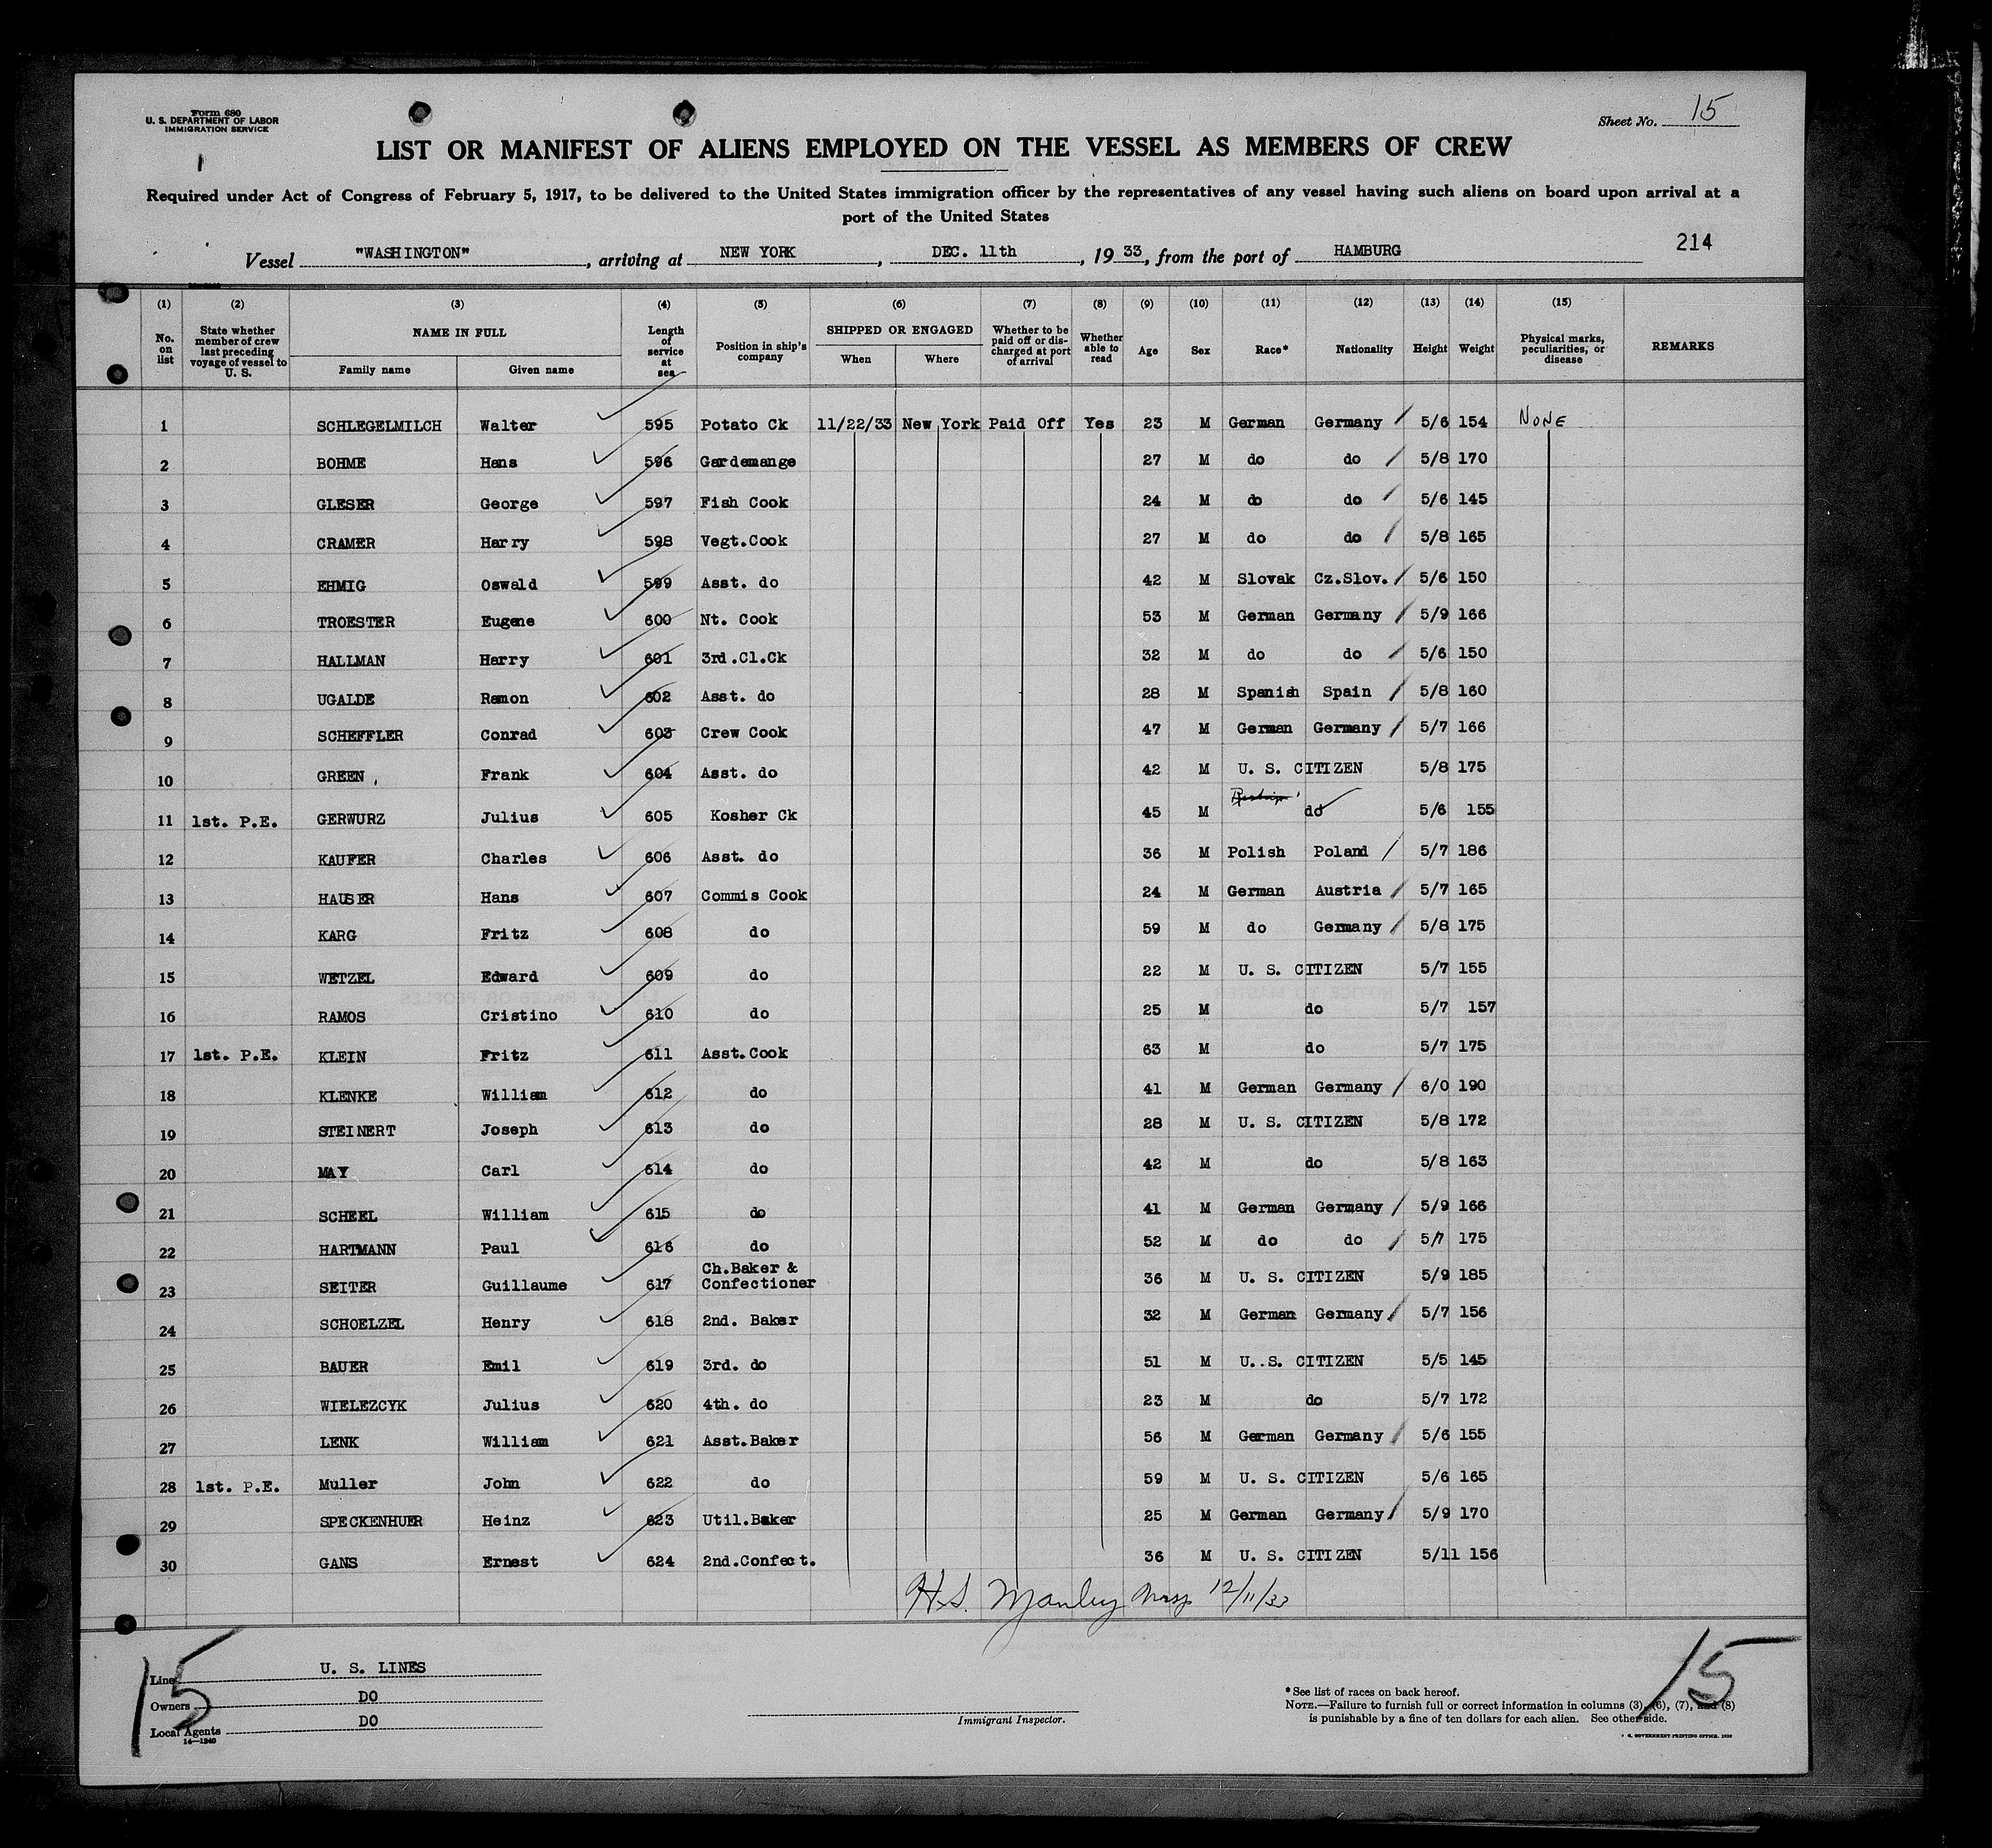 Form 680
U. S. DEPARTMENT OF LABOR
IMMIGRATION SERVICE
Sheet No. 15
LIST OR MANIFEST OF ALIENS EMPLOYED ON THE VESSEL AS MEMBERS OF CREW
Required under Act of Congress of February 5, 1917, to be delivered to the United States immigration officer by the representatives of any vessel having such aliens on board upon arrival at a
port of the United States
214
Vessel "WASHINGTON", arriving at NEW YORK, DEC. 11th, 1933, from the port of HAMBURG
(1) (2) (3) (4) (5) (6) (7) (8) (9) (10) (11) (12) (13) (14) (15)
No. on list State whether member of crew last preceding voyage of vessel to U. S. NAME IN FULL Family name Given name Length of service at sea Position in ship's company SHIPPED OR ENGAGED When Where Whether to be paid off or discharged at port of arrival Whether able to read Age Sex Race* Nationality Height Weight Physical marks, peculiarities, or disease REMARKS
1 SCHLEGELMILCH Walter 595 Potato Ck 11/22/33 New York Paid Off Yes 23 M German Germany 5/6 154 NONE
2 BOHME Hans 596 Gardemange 27 M do do 5/8 170
3 GLESER George 597 Fish Cook 24 M do do 5/6 145
4 CRAMER Harry 598 Vegt.Cook 27 M do do 5/8 165
5 EHMIG Oswald 599 Asst. do 42 M Slovak Cz.Slov. 5/6 150
6 TROESTER Eugene 600 Nt. Cook 53 M German Germany 5/9 166
7 HALLMAN Harry 601 3rd.Cl.Ck 32 M do do 5/6 150
8 UGALDE Ramon 602 Asst. do 28 M Spanish Spain 5/8 160
9 SCHEFFLER Conrad 603 Crew Cook 47 M German Germany 5/7 166
10 GREEN, Frank 604 Asst. do 42 M U. S. CITIZEN 5/8 175
11 1st. P.E. GERWURZ Julius 605 Kosher Ck 45 M do 5/6 155
12 KAUFER Charles 606 Asst. do 36 M Polish Poland 5/7 186
13 HAUSER Hans 607 Commis Cook 24 M German Austria 5/7 165
14 KARG Fritz 608 do 59 M do Germany 5/8 175
15 WETZEL Edward 609 do 22 M U. S. CITIZEN 5/7 155
16 RAMOS Cristino 610 do 25 M do 5/7 157
17 1st. P.E. KLEIN Fritz 611 Asst.Cook 63 M do 5/7 175
18 KLENKE William 612 do 41 M German Germany 6/0 190
19 STEINERT Joseph 613 do 28 M U. S. CITIZEN 5/8 172
20 MAY Carl 614 do 42 M do 5/8 163
21 SCHEEL William 615 do 41 M German Germany 5/9 166
22 HARTMANN Paul 616 do 52 M do do 5/7 175
23 SEITER Guillaume 617 Ch.Baker & Confectioner 36 M U. S. CITIZEN 5/9 185
24 SCHOELZEL Henry 618 2nd. Baker 32 M German Germany 5/7 156
25 BAUER Emil 619 3rd. do 51 M U..S. CITIZEN 5/5 145
26 WIELEZCYK Julius 620 4th. do 23 M do 5/7 172
27 LENK William 621 Asst.Baker 56 M German Germany 5/6 155
28 1st. P.E. Muller John 622 do 59 M U. S. CITIZEN 5/6 165
29 SPECKENHUER Heinz 623 Util.Baker 25 M German Germany 5/9 170
30 GANS Ernest 624 2nd.Confect. 36 M U. S. CITIZEN 5/11 156
H.S. Manley 12/11/33
15
15
Line U. S. LINES
Owners DO
Local Agents DO
14—1240
Immigrant Inspector.
*See list of races on back hereof.
NOTE.—Failure to furnish full or correct information in columns (3), (6), (7), and (8)
is punishable by a fine of ten dollars for each alien. See other side.